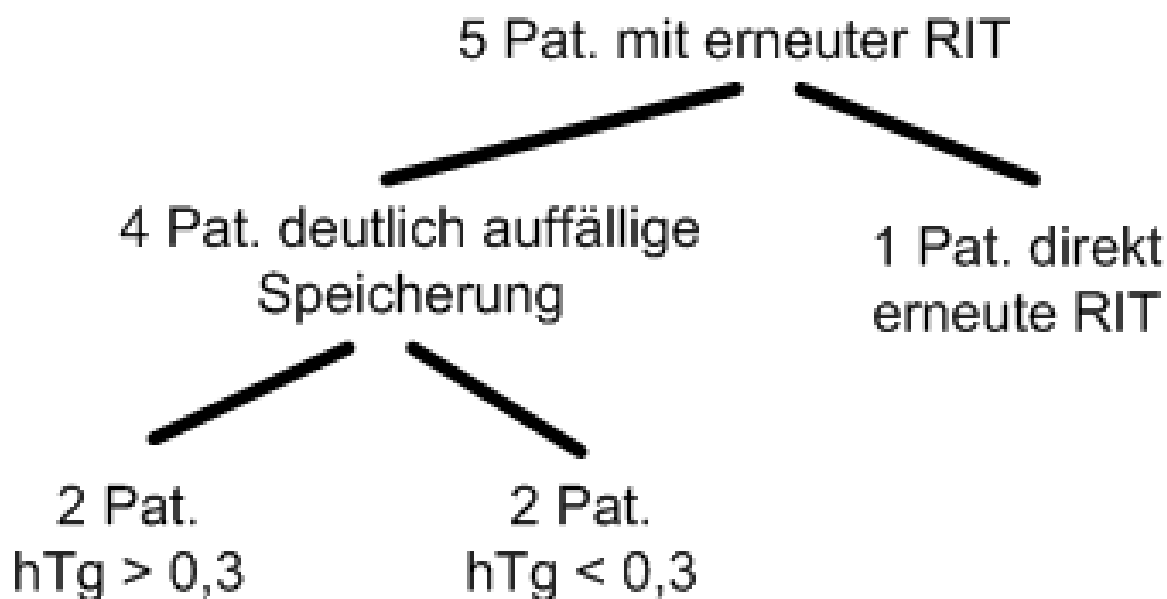 5 Pat. mit erneuter RIT
4 Pat. deutlich auffällige
Speicherung
1 Pat. direkt
erneute RIT
2 Pat.
hTg > 0,3
2 Pat.
hTg < 0,3